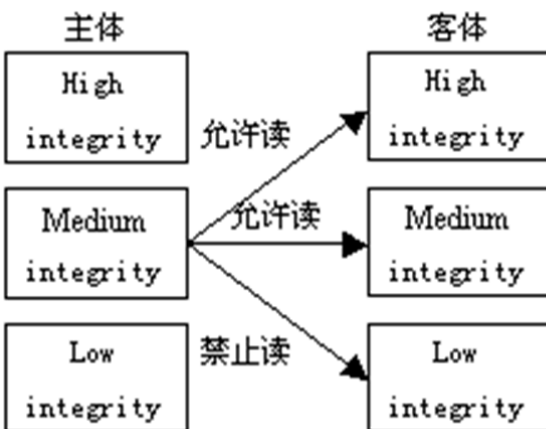 主体 客体
High High
integrity integrity
允许读
Medium Medium
允许读
integrity integrity
禁止读
Low Low
integrity integrity